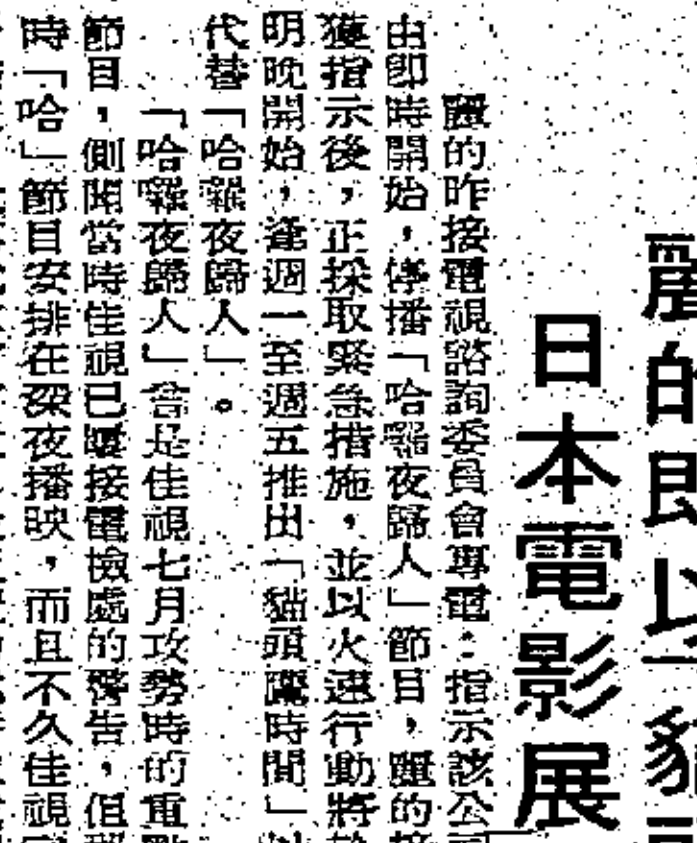 麗的即以貓
日本電影展
麗的昨接電視諮詢委員會專電：指示該公司
由即時開始，停播「哈囉夜歸人」節目，麗的接
獲指示後，正採取緊急措施，並以火速行動將
明晚開始，逢週一至週五推出「貓頭鷹時間」以
代替「哈囉夜歸人」。
「哈囉夜歸人」曾是佳視七月攻勢時的重點
節目，側聞當時佳視已屢接電檢處的警告，但
時「哈」節目安排在深夜播映，而且不久佳視